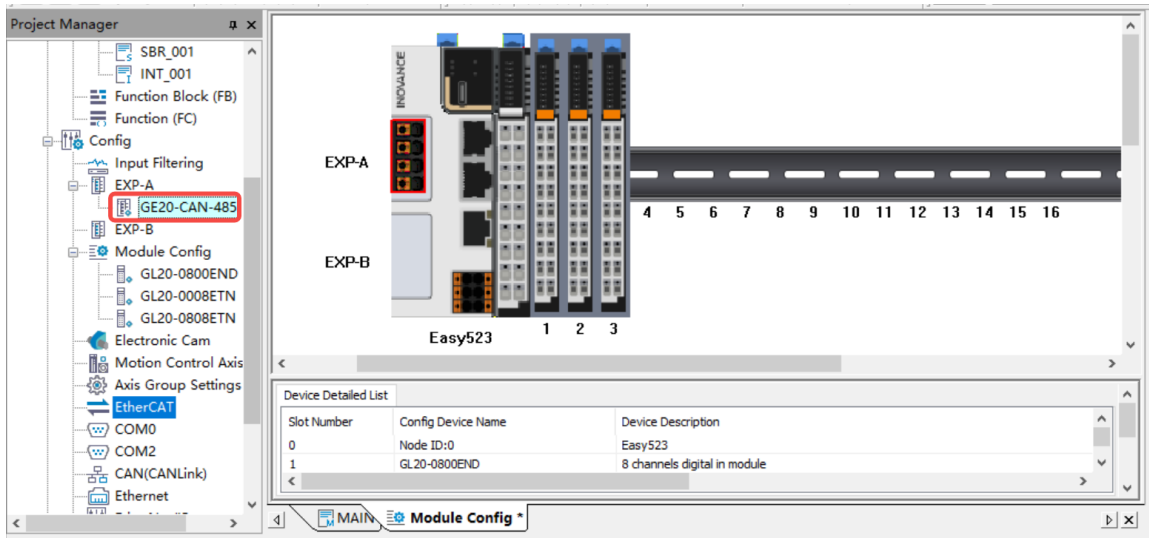 Project Manager
SBR_001
INT_001
Function Block (FB)
Function (FC)
Config
Input Filtering
EXP-A
GE20-CAN-485
EXP-B
Module Config
GL20-0800END
GL20-0008ETN
GL20-0808ETN
Electronic Cam
Motion Control Axis
Axis Group Settings
EtherCAT
COM0
COM2
CAN(CANLink)
Ethernet
INOVANCE
EXP-A
EXP-B
4 5 6 7 8 9 10 11 12 13 14 15 16
1 2 3
Easy523
Device Detailed List
Slot Number Config Device Name Device Description
0 Node ID:0 Easy523
1 GL20-0800END 8 channels digital in module
MAIN Module Config *